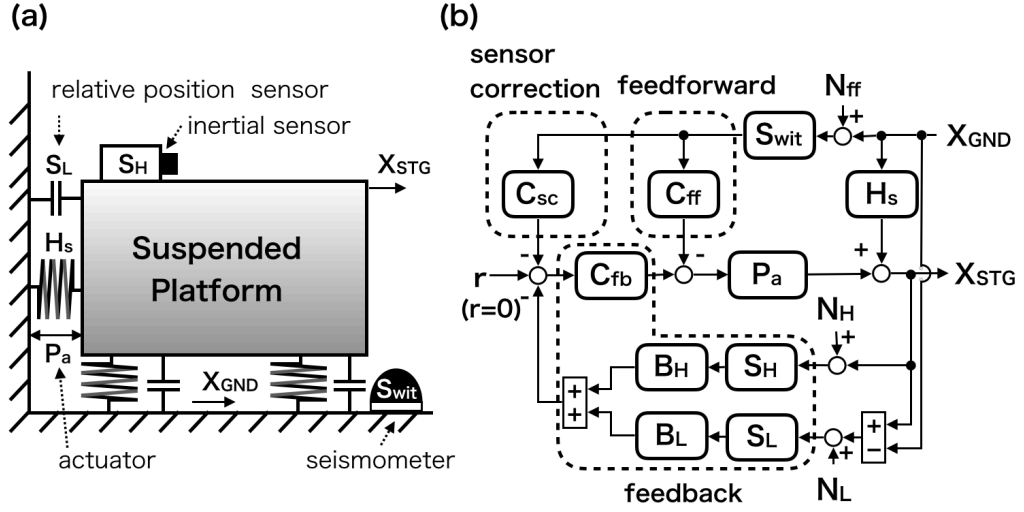 (a)
relative position sensor
inertial sensor
SL
SH
XSTG
Hs
Suspended
Platform
Pa
XGND
Swit
actuator
seismometer
(b)
sensor
correction
feedforward
Nff
+
+
Swit
XGND
Csc
Cff
Hs
-
-
+
r
(r=0)
-
Cfb
Pa
+
XSTG
NH
+
+
BH
SH
+
+
BL
SL
+
+
−
NL
feedback